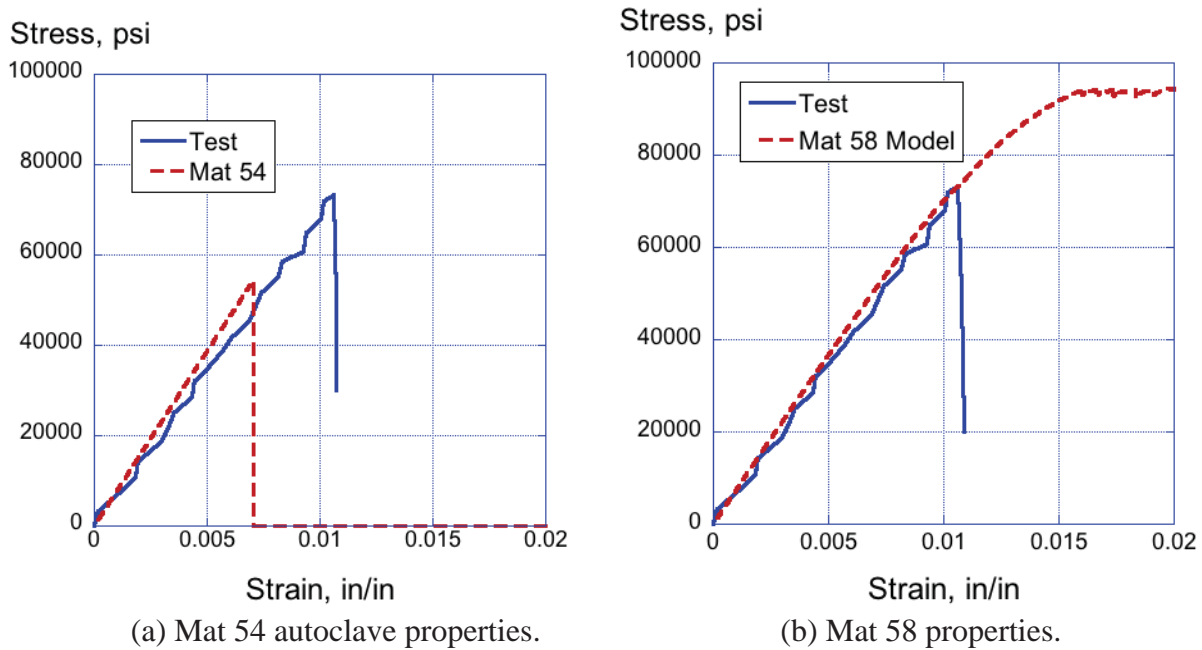 Stress, psi
100000
80000
60000
40000
20000
0
Test
Mat 54
0 0.005 0.01 0.015 0.02
Strain, in/in
(a) Mat 54 autoclave properties.
Stress, psi
100000
80000
60000
40000
20000
0
Test
Mat 58 Model
0 0.005 0.01 0.015 0.02
Strain, in/in
(b) Mat 58 properties.